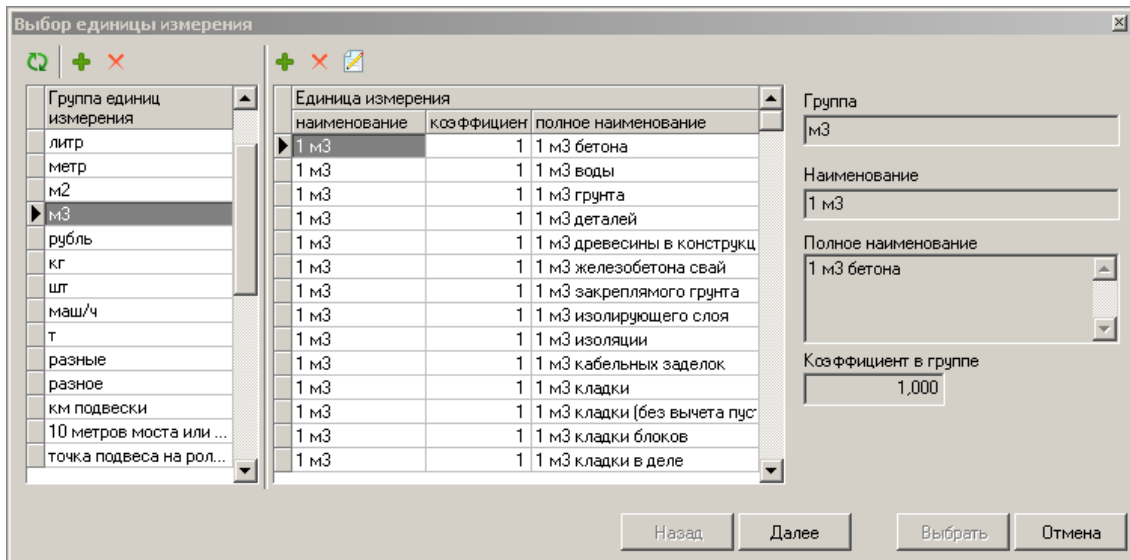 Выбор единицы измерения
Группа единиц
измерения
литр
метр
м2
м3
рубль
кг
шт
маш/ч
т
разные
разное
км подвески
10 метров моста или ...
точка подвеса на рол...
Единица измерения
наименование коэффициен полное наименование
1 м3 1 1 м3 бетона
1 м3 1 1 м3 воды
1 м3 1 1 м3 грунта
1 м3 1 1 м3 деталей
1 м3 1 1 м3 древесины в конструкц
1 м3 1 1 м3 железобетона свай
1 м3 1 1 м3 закреплямого грунта
1 м3 1 1 м3 изолирующего слоя
1 м3 1 1 м3 изоляции
1 м3 1 1 м3 кабельных заделок
1 м3 1 1 м3 кладки
1 м3 1 1 м3 кладки (без вычета пуст
1 м3 1 1 м3 кладки блоков
1 м3 1 1 м3 кладки в деле
Группа
м3
Наименование
1 м3
Полное наименование
1 м3 бетона
Коэффициент в группе
1,000
Назад Далее Выбрать Отмена